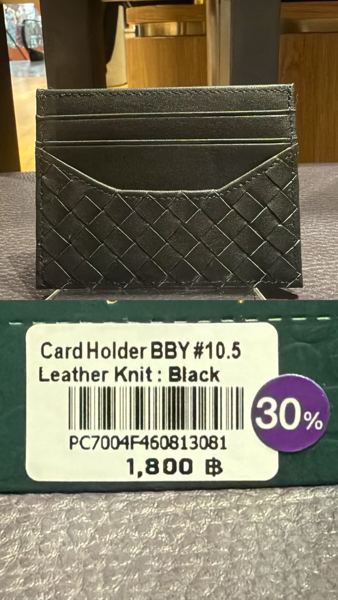 Card Holder BBY #10.5
Leather Knit : Black
30%
PC7004F460813081
1,800 ฿